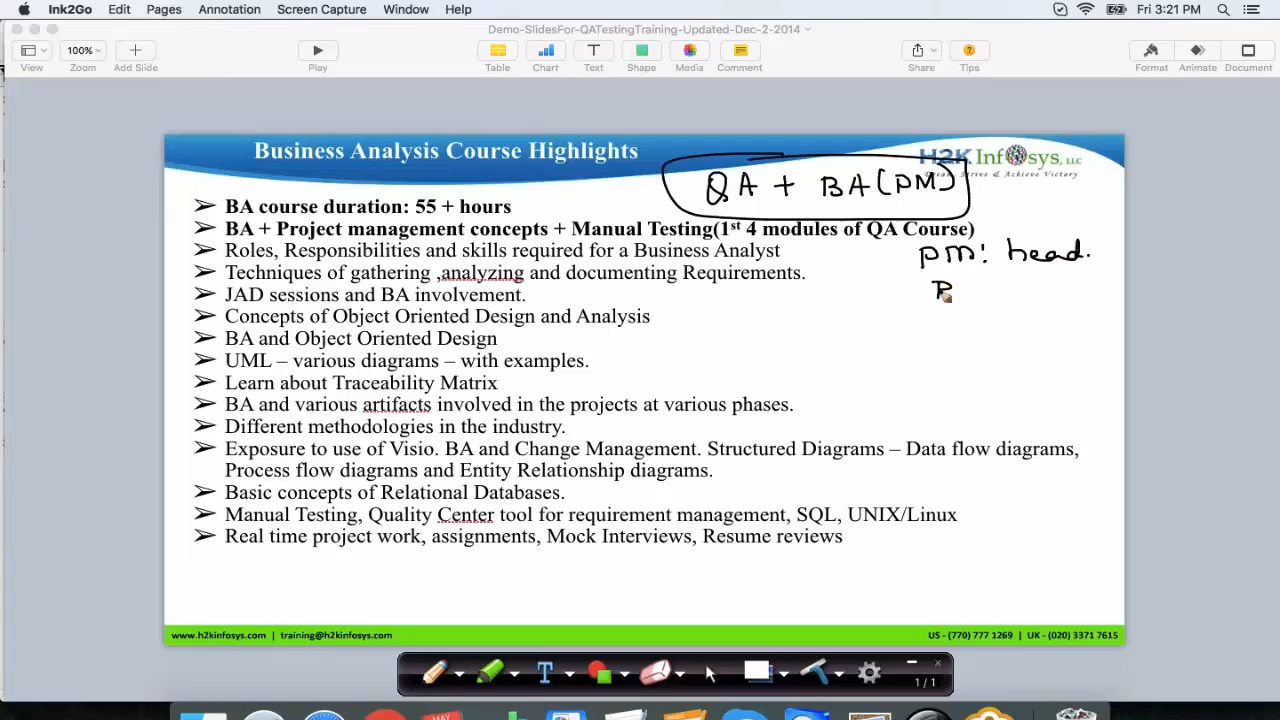 Ink2Go Edit Pages Annotation Screen Capture Window Help Fri 3:21 PM
Demo-SlidesFor-QATestingTraining-Updated-Dec-2-2014
100%
View Zoom Add Slide Play Table Chart Text Shape Media Comment Share Tips Format Animate Document
Business Analysis Course Highlights
H2K Infosys, LLC
Dream Strive & Achieve Victory
QA + BA (PM)
➢ BA course duration: 55 + hours
➢ BA + Project management concepts + Manual Testing(1st 4 modules of QA Course)
➢ Roles, Responsibilities and skills required for a Business Analyst
PM: head.
➢ Techniques of gathering ,analyzing and documenting Requirements.
➢ JAD sessions and BA involvement.
B
➢ Concepts of Object Oriented Design and Analysis
➢ BA and Object Oriented Design
➢ UML – various diagrams – with examples.
➢ Learn about Traceability Matrix
➢ BA and various artifacts involved in the projects at various phases.
➢ Different methodologies in the industry.
➢ Exposure to use of Visio. BA and Change Management. Structured Diagrams – Data flow diagrams,
Process flow diagrams and Entity Relationship diagrams.
➢ Basic concepts of Relational Databases.
➢ Manual Testing, Quality Center tool for requirement management, SQL, UNIX/Linux
➢ Real time project work, assignments, Mock Interviews, Resume reviews
www.h2kinfosys.com | training@h2kinfosys.com US - (770) 777 1269 | UK - (020) 3371 7615
T
1 / 1
MAY